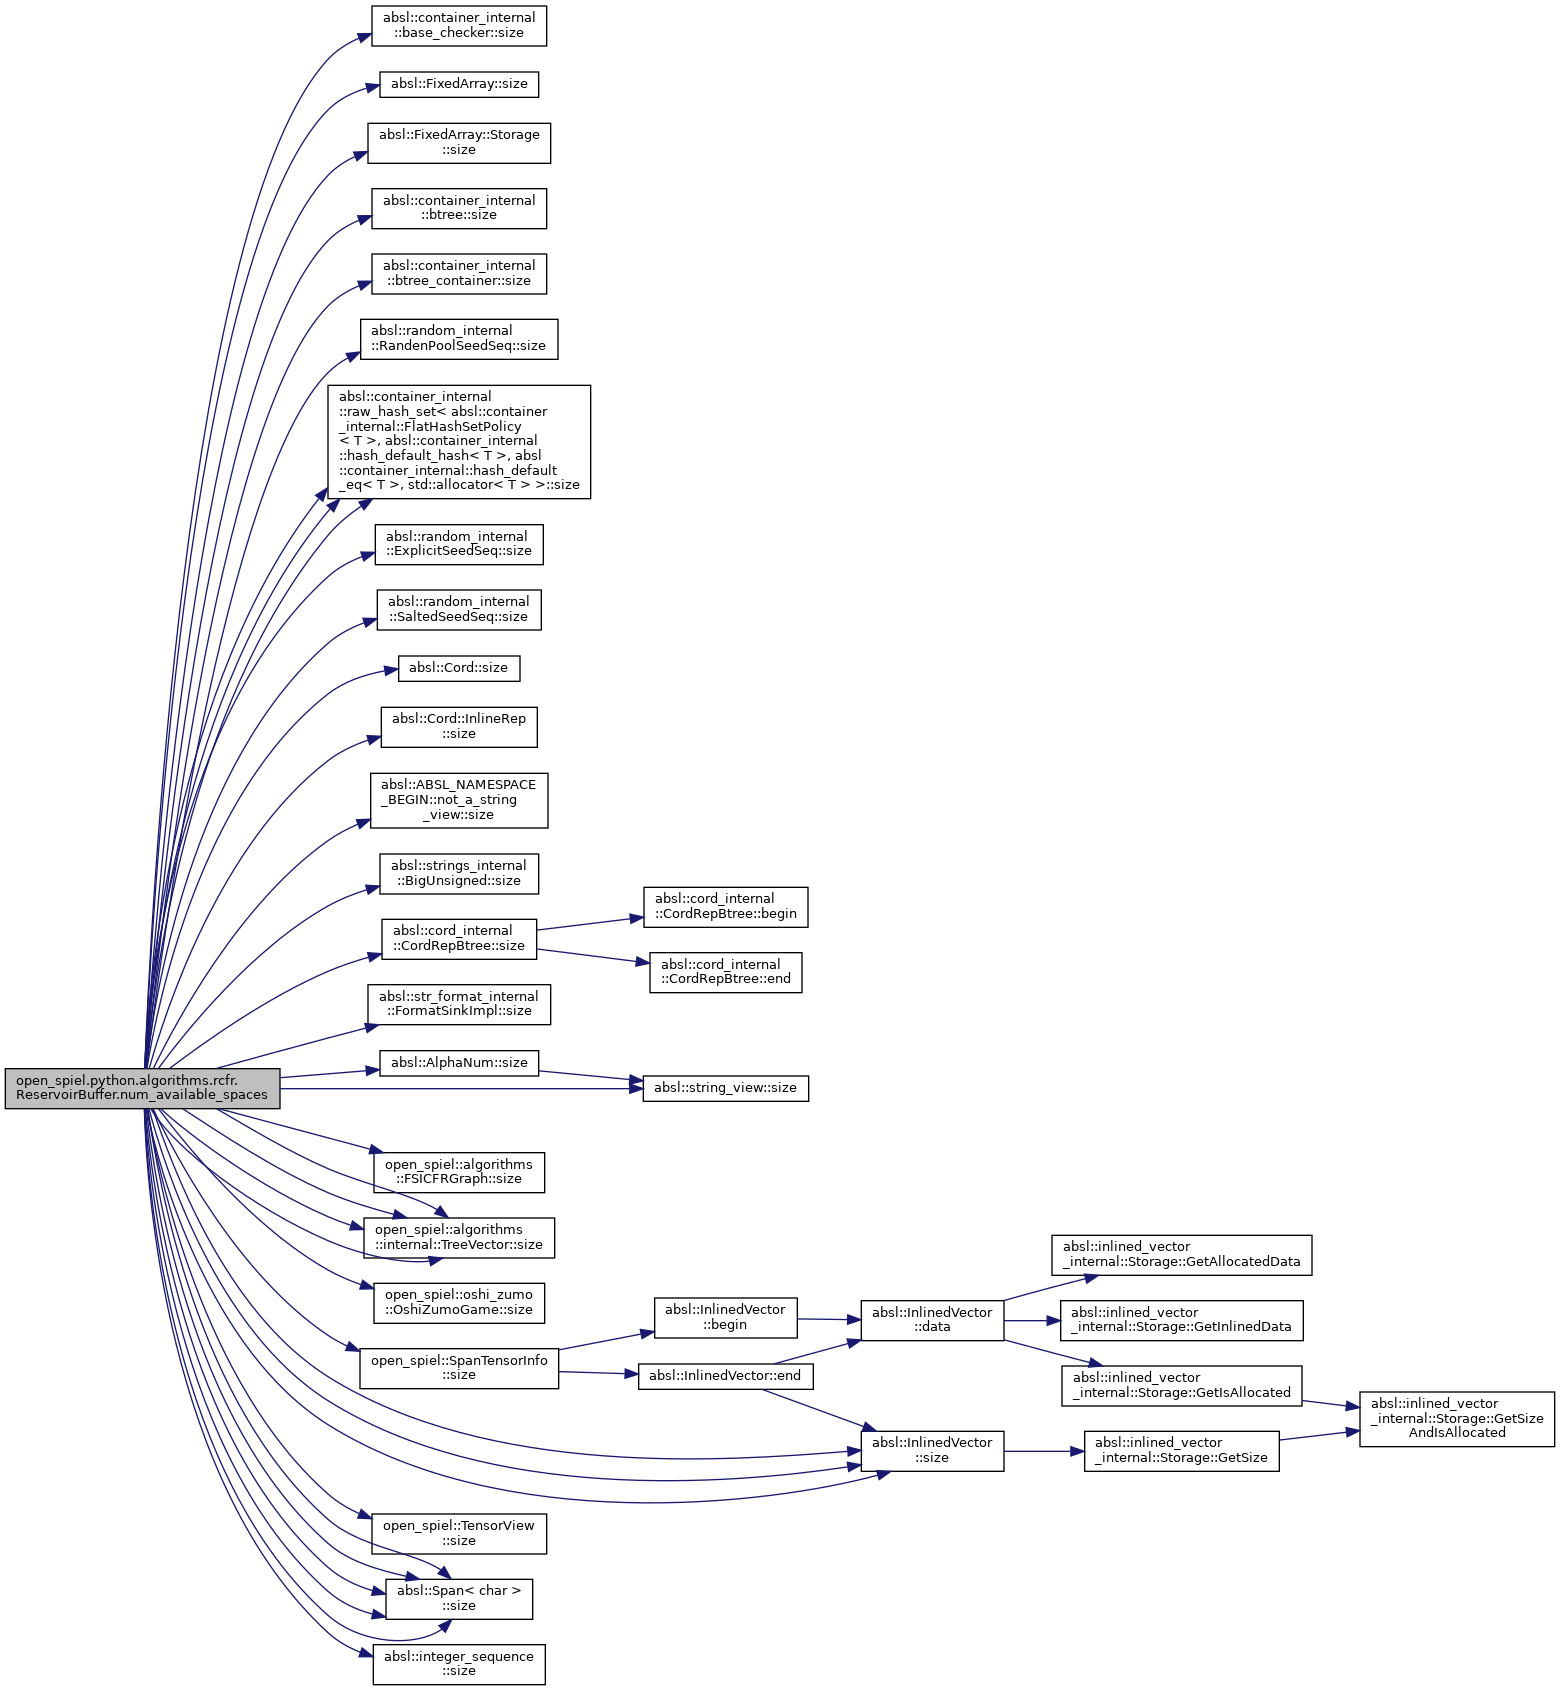 absl::container_internal
::base_checker::size
absl::FixedArray::size
absl::FixedArray::Storage
::size
absl::container_internal
::btree::size
absl::container_internal
::btree_container::size
absl::random_internal
::RandenPoolSeedSeq::size
absl::container_internal
::raw_hash_set< absl::container
_internal::FlatHashSetPolicy
< T >, absl::container_internal
::hash_default_hash< T >, absl
::container_internal::hash_default
_eq< T >, std::allocator< T > >::size
absl::random_internal
::ExplicitSeedSeq::size
absl::random_internal
::SaltedSeedSeq::size
absl::Cord::size
absl::Cord::InlineRep
::size
absl::ABSL_NAMESPACE
_BEGIN::not_a_string
_view::size
absl::strings_internal
::BigUnsigned::size
absl::cord_internal
::CordRepBtree::size
absl::cord_internal
::CordRepBtree::begin
absl::cord_internal
::CordRepBtree::end
absl::str_format_internal
::FormatSinkImpl::size
absl::AlphaNum::size
absl::string_view::size
open_spiel.python.algorithms.rcfr.
ReservoirBuffer.num_available_spaces
open_spiel::algorithms
::FSICFRGraph::size
open_spiel::algorithms
::internal::TreeVector::size
open_spiel::oshi_zumo
::OshiZumoGame::size
open_spiel::SpanTensorInfo
::size
absl::InlinedVector
::begin
absl::InlinedVector::end
absl::InlinedVector
::data
absl::InlinedVector
::size
absl::inlined_vector
_internal::Storage::GetAllocatedData
absl::inlined_vector
_internal::Storage::GetInlinedData
absl::inlined_vector
_internal::Storage::GetIsAllocated
absl::inlined_vector
_internal::Storage::GetSize
absl::inlined_vector
_internal::Storage::GetSize
AndIsAllocated
open_spiel::TensorView
::size
absl::Span< char >
::size
absl::integer_sequence
::size